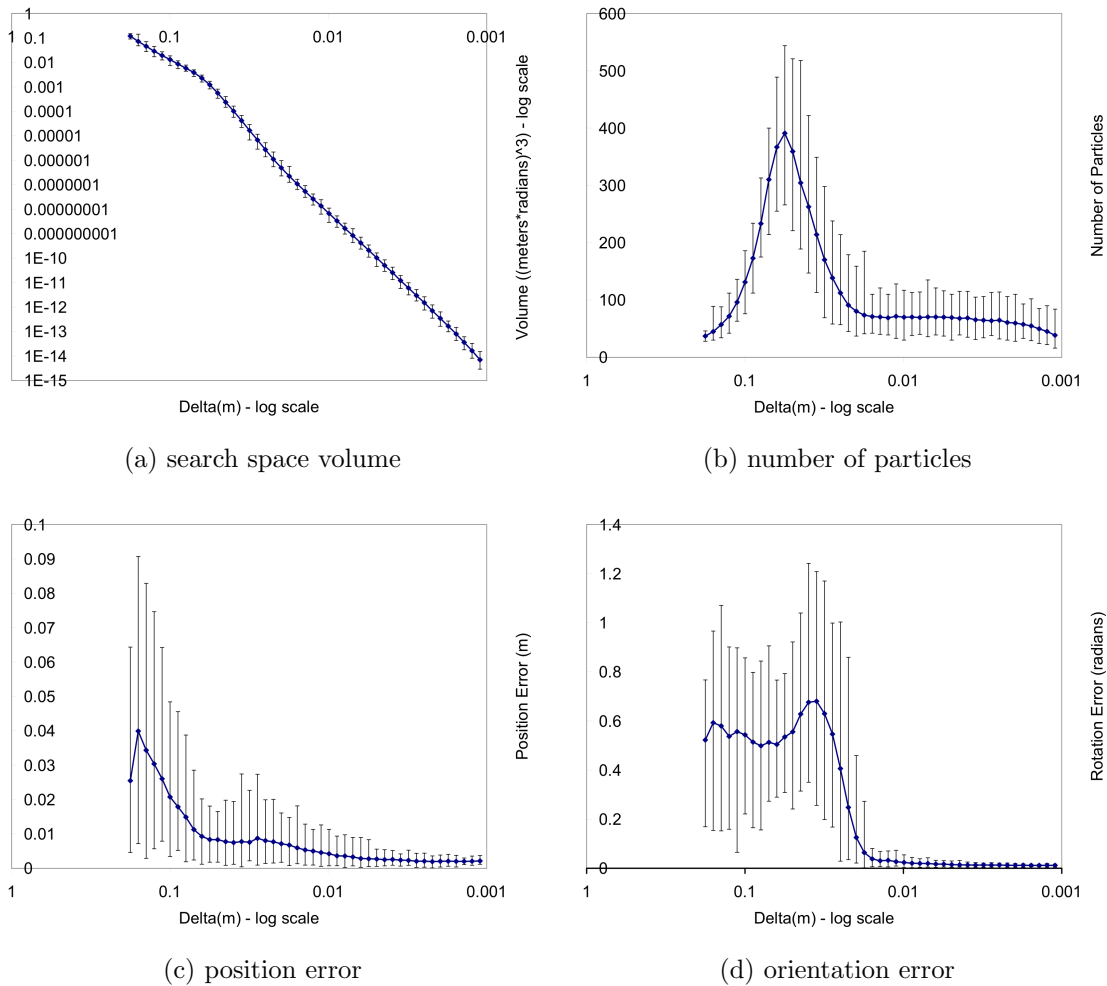 1
1 0.1 0.1 0.01 0.001
0.01
0.001
0.0001
0.00001
0.000001
0.0000001
0.00000001
0.000000001
1E-10
1E-11
1E-12
1E-13
1E-14
1E-15
Volume ((meters*radians)^3) - log scale
Delta(m) - log scale
(a) search space volume
600
500
400
300
200
100
0
Number of Particles
1 0.1 0.01 0.001
Delta(m) - log scale
(b) number of particles
0.1
0.09
0.08
0.07
0.06
0.05
0.04
0.03
0.02
0.01
0
Position Error (m)
1 0.1 0.01 0.001
Delta(m) - log scale
(c) position error
1.4
1.2
1
0.8
0.6
0.4
0.2
0
Rotation Error (radians)
1 0.1 0.01 0.001
Delta(m) - log scale
(d) orientation error